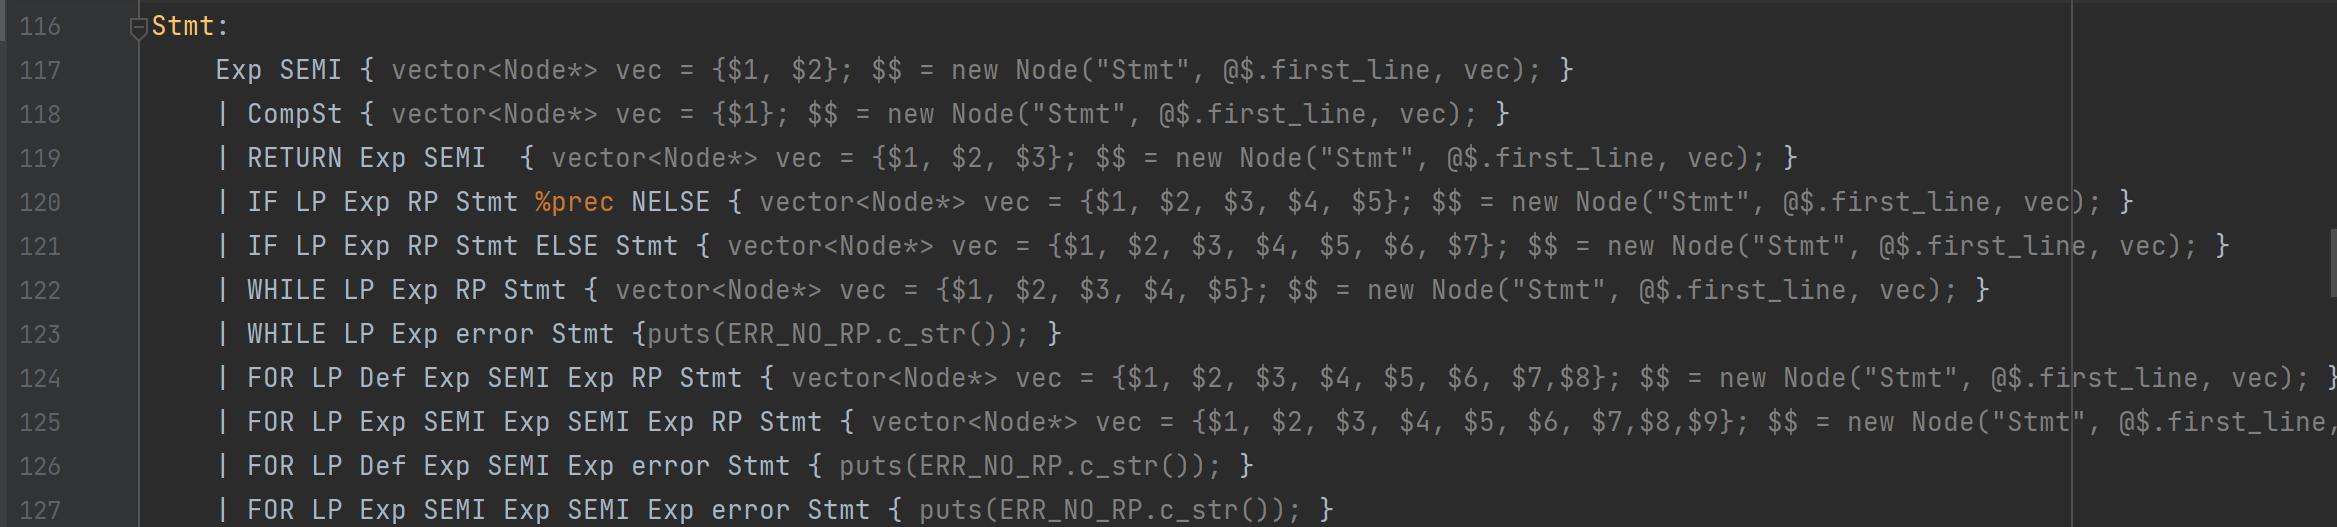 116 Stmt:
117 Exp SEMI { vector<Node*> vec = {$1, $2}; $$ = new Node("Stmt", @$.first_line, vec); }
118 | CompSt { vector<Node*> vec = {$1}; $$ = new Node("Stmt", @$.first_line, vec); }
119 | RETURN Exp SEMI  { vector<Node*> vec = {$1, $2, $3}; $$ = new Node("Stmt", @$.first_line, vec); }
120 | IF LP Exp RP Stmt %prec NELSE { vector<Node*> vec = {$1, $2, $3, $4, $5}; $$ = new Node("Stmt", @$.first_line, vec); }
121 | IF LP Exp RP Stmt ELSE Stmt { vector<Node*> vec = {$1, $2, $3, $4, $5, $6, $7}; $$ = new Node("Stmt", @$.first_line, vec); }
122 | WHILE LP Exp RP Stmt { vector<Node*> vec = {$1, $2, $3, $4, $5}; $$ = new Node("Stmt", @$.first_line, vec); }
123 | WHILE LP Exp error Stmt {puts(ERR_NO_RP.c_str()); }
124 | FOR LP Def Exp SEMI Exp RP Stmt { vector<Node*> vec = {$1, $2, $3, $4, $5, $6, $7,$8}; $$ = new Node("Stmt", @$.first_line, vec); }
125 | FOR LP Exp SEMI Exp SEMI Exp RP Stmt { vector<Node*> vec = {$1, $2, $3, $4, $5, $6, $7,$8,$9}; $$ = new Node("Stmt", @$.first_line,
126 | FOR LP Def Exp SEMI Exp error Stmt { puts(ERR_NO_RP.c_str()); }
127 | FOR LP Exp SEMI Exp SEMI Exp error Stmt { puts(ERR_NO_RP.c_str()); }